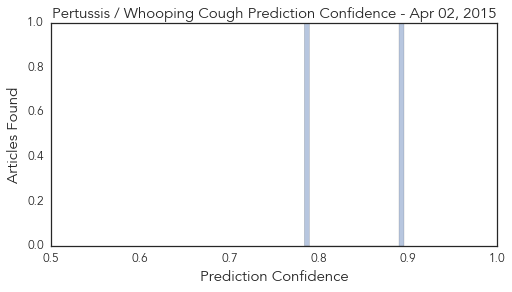 Pertussis / Whooping Cough Prediction Confidence - Apr 02, 2015
1.0
0.8
0.6
0.4
0.2
0.0
Articles Found
0.5 0.6 0.7 0.8 0.9 1.0
Prediction Confidence